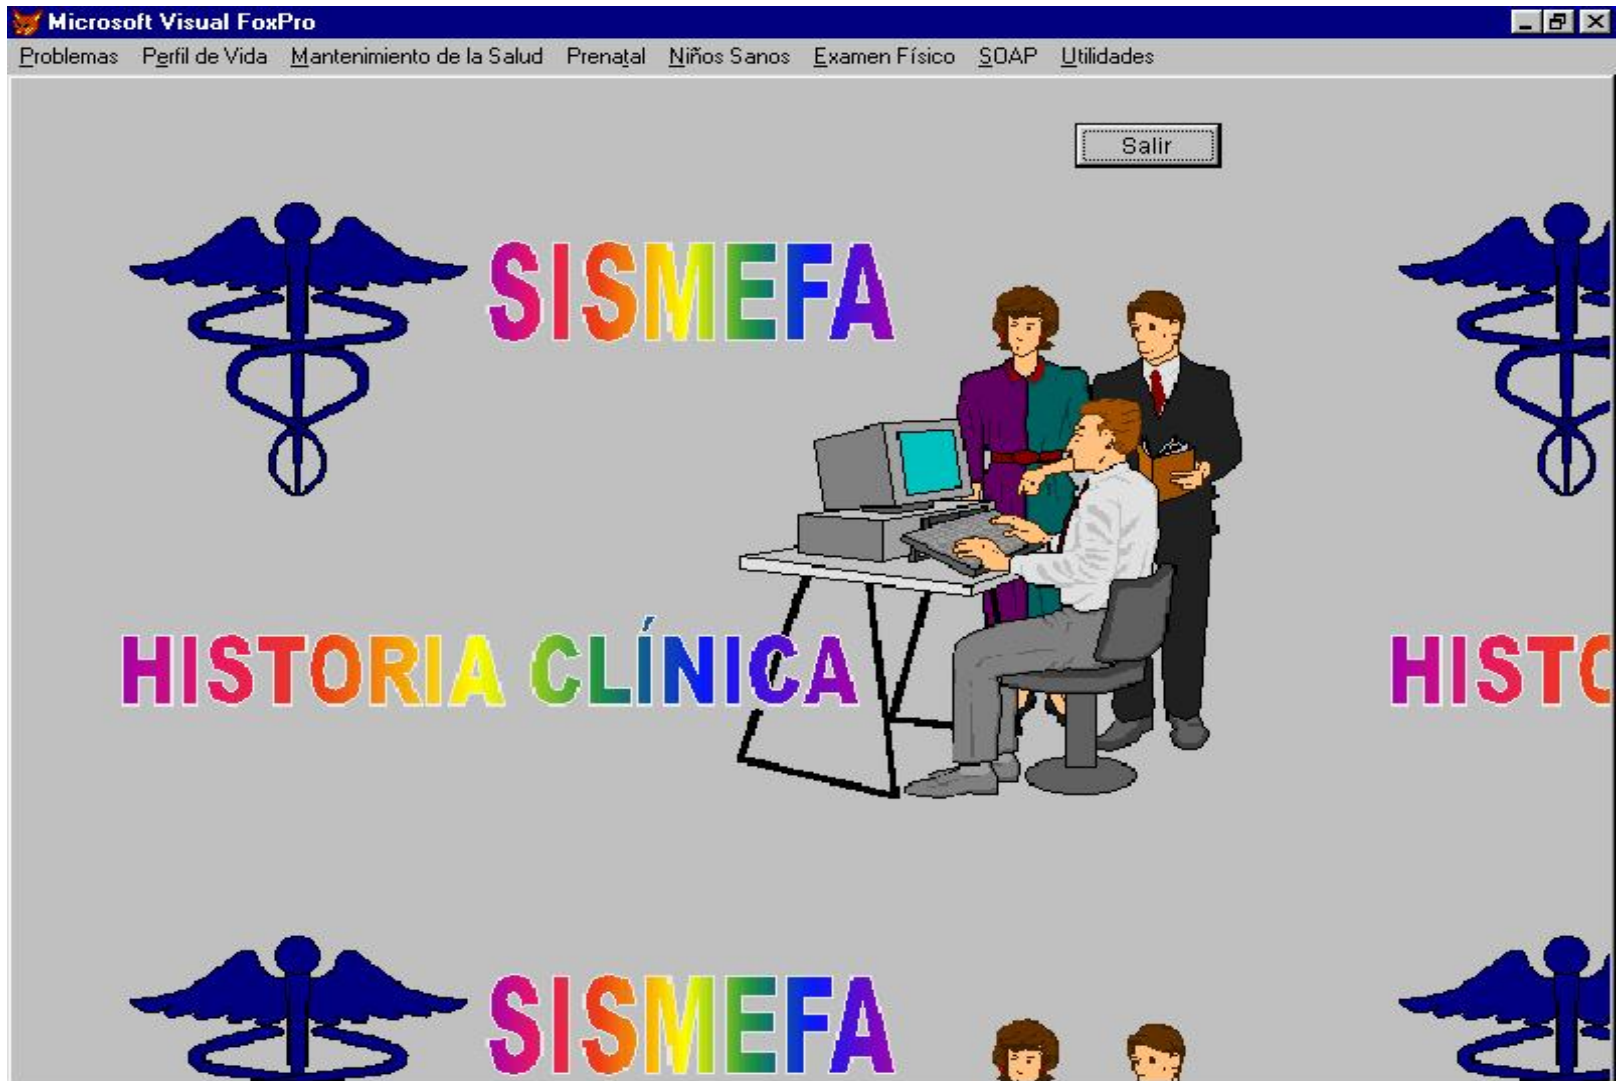 Microsoft Visual FoxPro
Problemas Perfil de Vida Mantenimiento de la Salud Prenatal Niños Sanos Examen Físico SOAP Utilidades
Salir
SISMEFA
HISTORIA CLÍNICA HISTO
SISMEFA